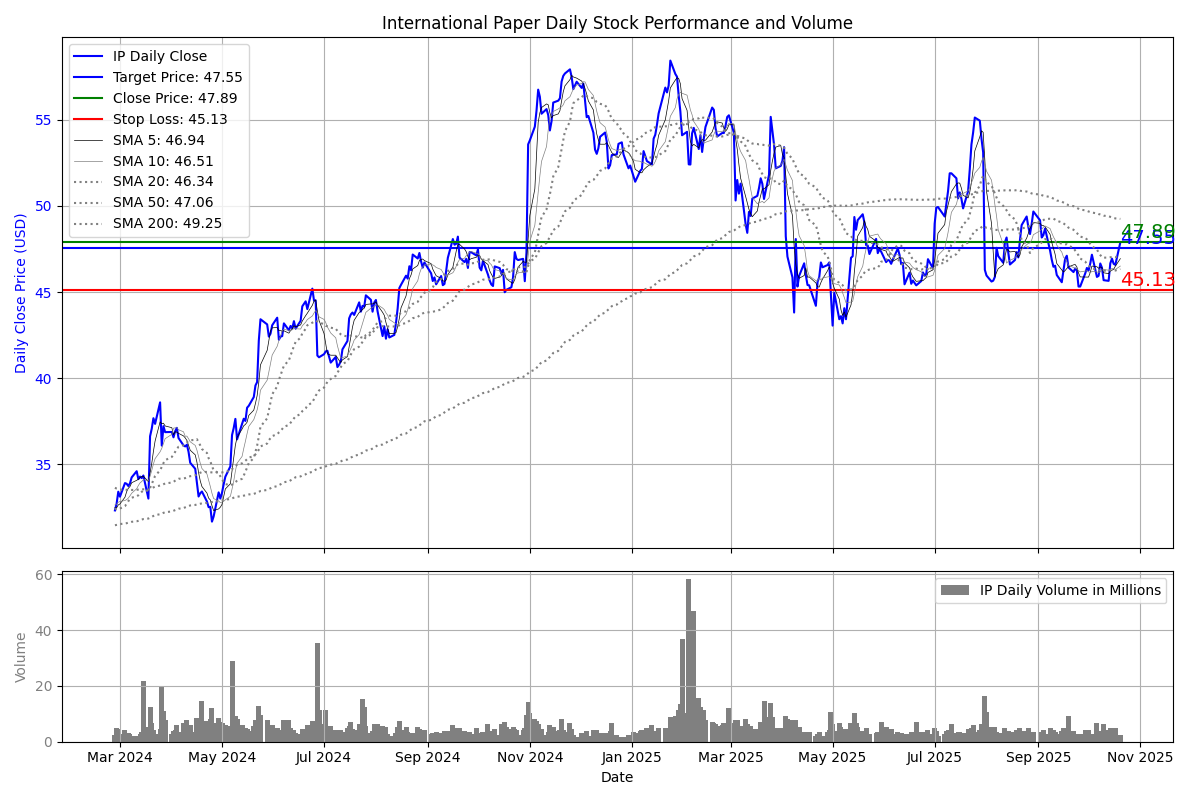 International Paper Daily Stock Performance and Volume
IP Daily Close
Target Price: 47.55
Close Price: 47.89
Stop Loss: 45.13
SMA 5: 46.94
SMA 10: 46.51
SMA 20: 46.34
SMA 50: 47.06
SMA 200: 49.25
Daily Close Price (USD)
55
50
45
40
35
47.89
47.55
45.13
IP Daily Volume in Millions
Volume
60
40
20
0
Mar 2024 May 2024 Jul 2024 Sep 2024 Nov 2024 Jan 2025 Mar 2025 May 2025 Jul 2025 Sep 2025 Nov 2025
Date